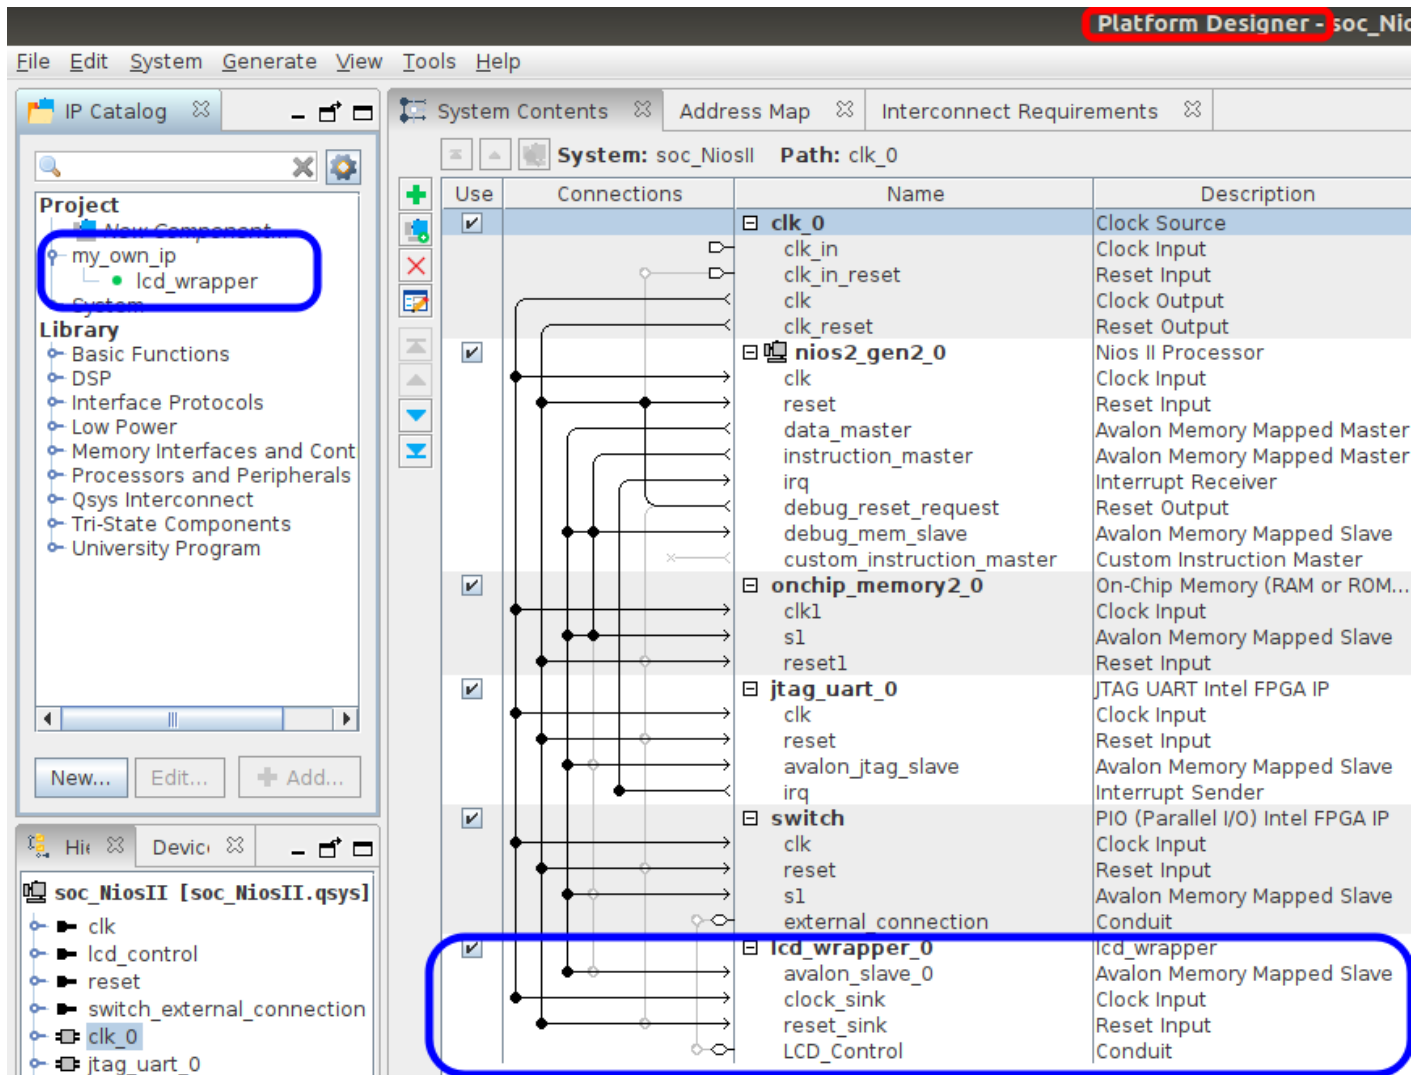 Platform Designer - soc_Nio
File Edit System Generate View Tools Help
IP Catalog
Project
New Component...
my_own_ip
lcd_wrapper
System
Library
Basic Functions
DSP
Interface Protocols
Low Power
Memory Interfaces and Cont
Processors and Peripherals
Qsys Interconnect
Tri-State Components
University Program
New... Edit... Add...
Hie Device
soc_NiosII [soc_NiosII.qsys]
clk
lcd_control
reset
switch_external_connection
clk_0
jtag_uart_0
System Contents Address Map Interconnect Requirements
System: soc_NiosII Path: clk_0
Use Connections Name Description
clk_0 Clock Source
clk_in Clock Input
clk_in_reset Reset Input
clk Clock Output
clk_reset Reset Output
nios2_gen2_0 Nios II Processor
clk Clock Input
reset Reset Input
data_master Avalon Memory Mapped Master
instruction_master Avalon Memory Mapped Master
irq Interrupt Receiver
debug_reset_request Reset Output
debug_mem_slave Avalon Memory Mapped Slave
custom_instruction_master Custom Instruction Master
onchip_memory2_0 On-Chip Memory (RAM or ROM...
clk1 Clock Input
s1 Avalon Memory Mapped Slave
reset1 Reset Input
jtag_uart_0 JTAG UART Intel FPGA IP
clk Clock Input
reset Reset Input
avalon_jtag_slave Avalon Memory Mapped Slave
irq Interrupt Sender
switch PIO (Parallel I/O) Intel FPGA IP
clk Clock Input
reset Reset Input
s1 Avalon Memory Mapped Slave
external_connection Conduit
lcd_wrapper_0 lcd_wrapper
avalon_slave_0 Avalon Memory Mapped Slave
clock_sink Clock Input
reset_sink Reset Input
LCD_Control Conduit